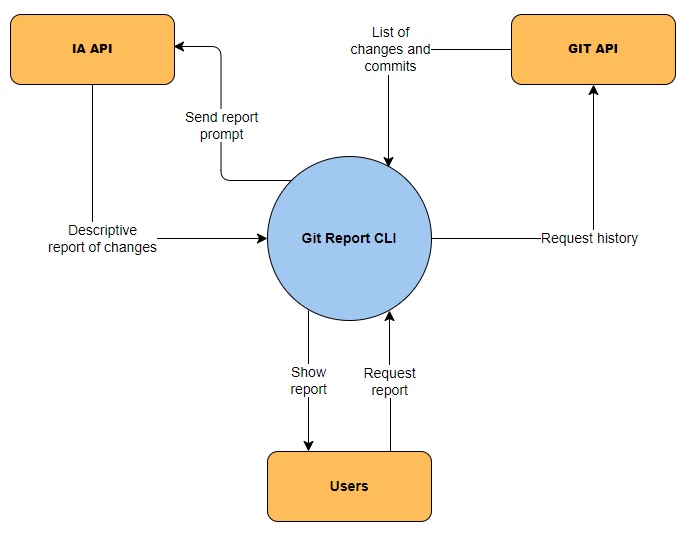 IA API
List of
changes and
commits
GIT API
Send report
prompt
Descriptive
report of changes
Git Report CLI
Request history
Show
report
Request
report
Users